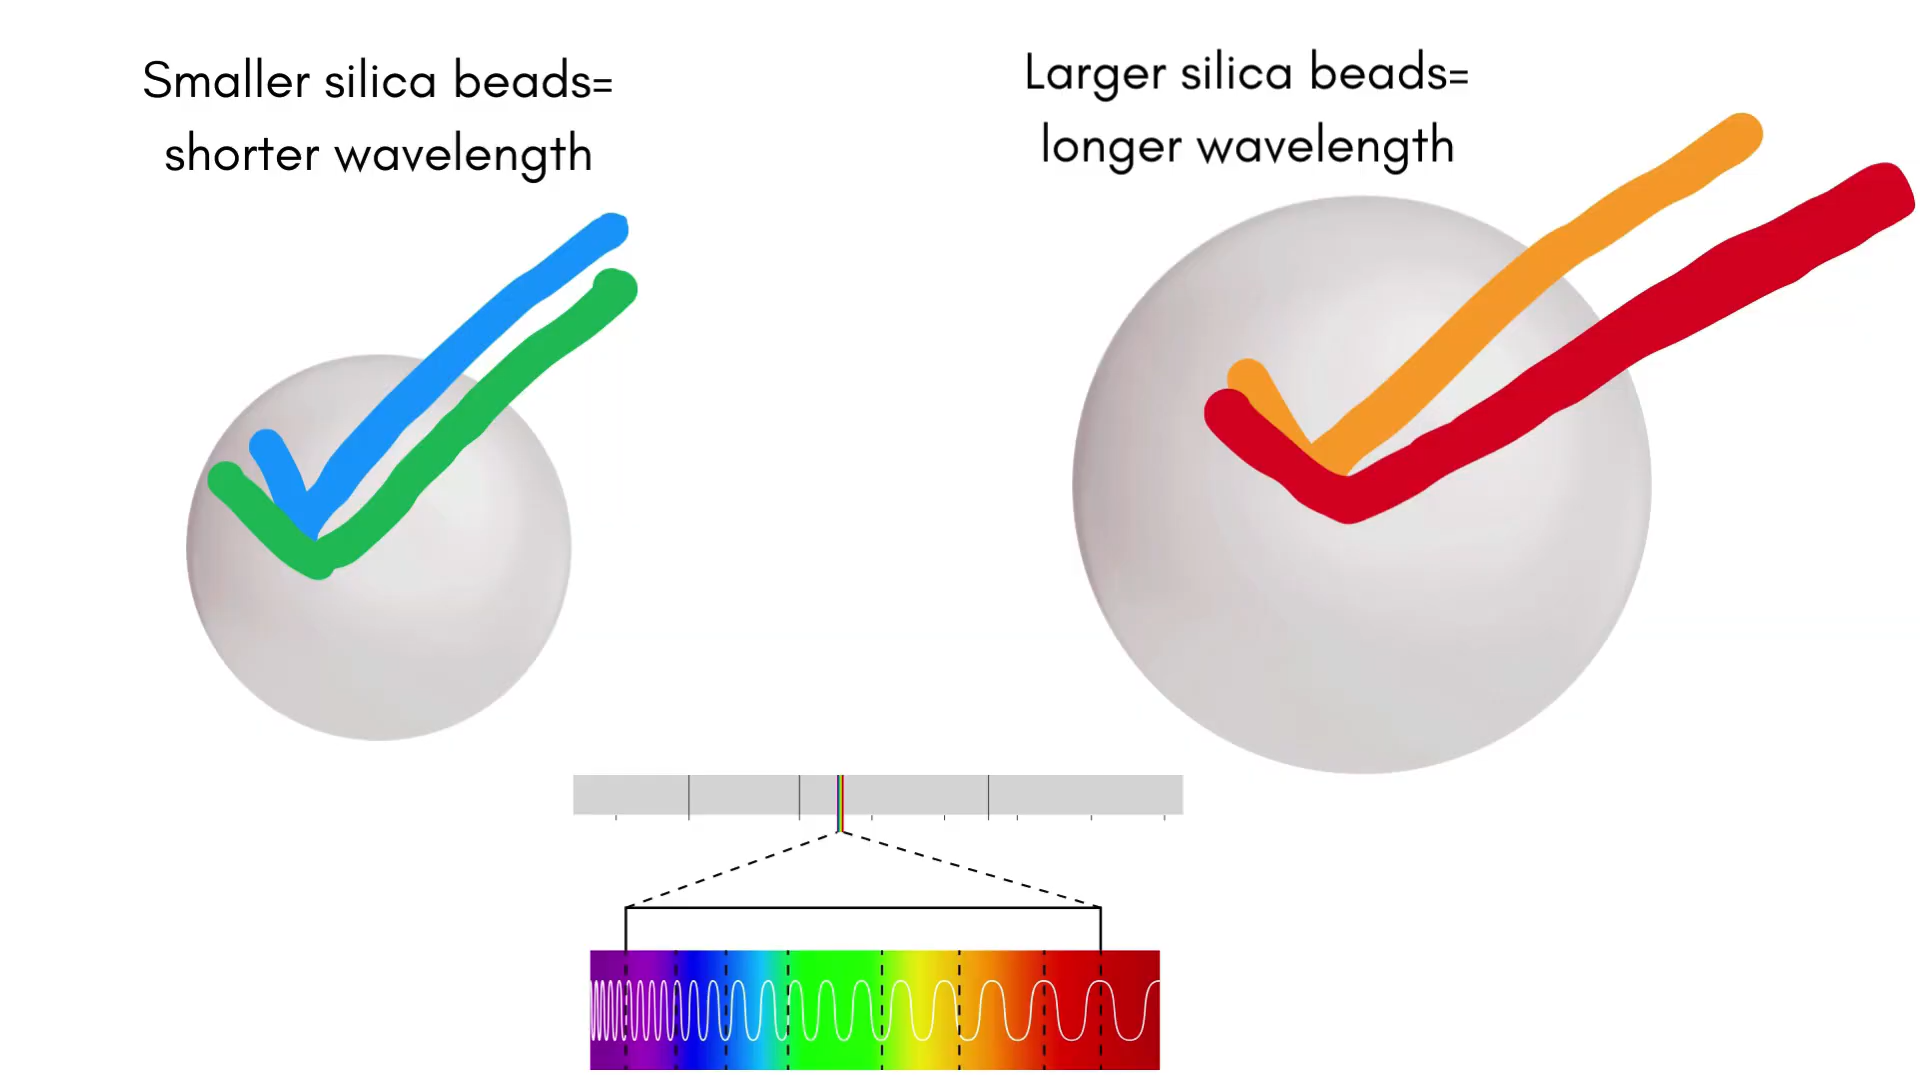 Smaller silica beads=
shorter wavelength
Larger silica beads=
longer wavelength